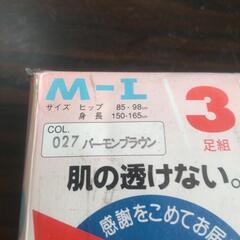 M-L
サイズ ヒップ 85-98cm
身長 150-165cm
3
足組
COL.
027 バーモンブラウン
肌の透けない。
感謝をこめてお届